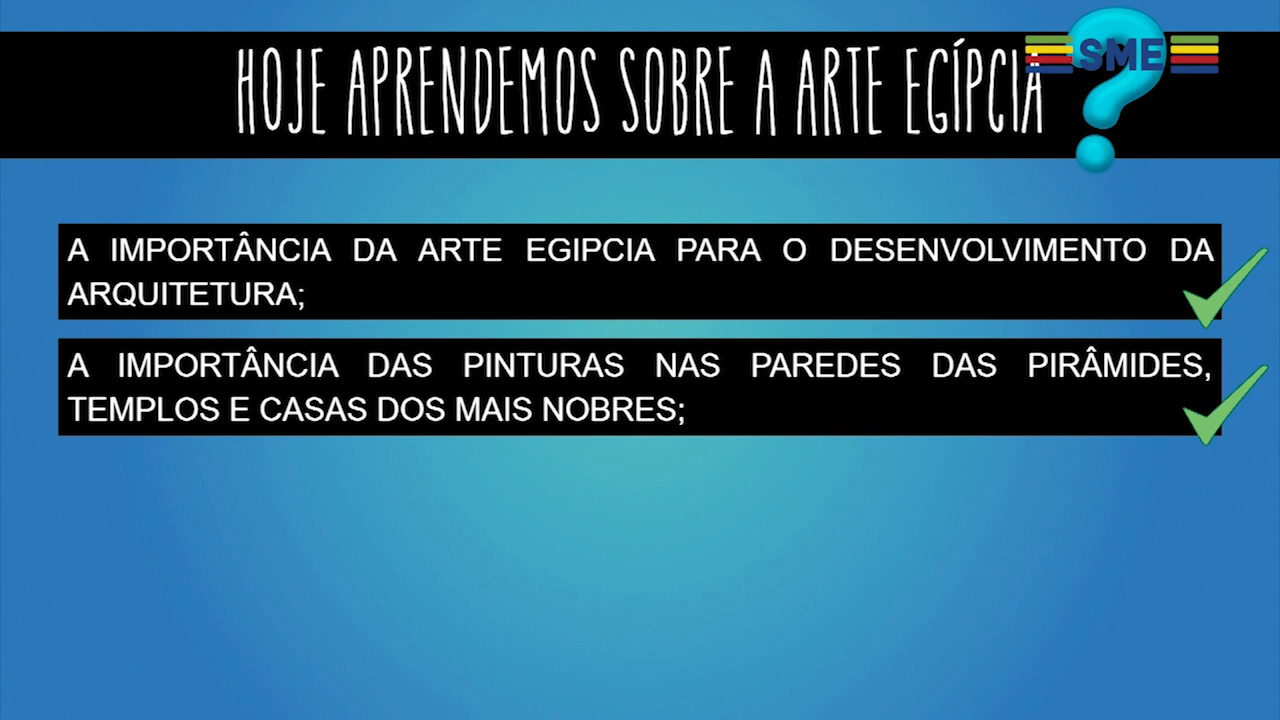 HOJE APRENDEMOS SOBRE A ARTE EGÍPCIA
SME
A IMPORTÂNCIA DA ARTE EGIPCIA PARA O DESENVOLVIMENTO DA
ARQUITETURA;
A IMPORTÂNCIA DAS PINTURAS NAS PAREDES DAS PIRÂMIDES,
TEMPLOS E CASAS DOS MAIS NOBRES;